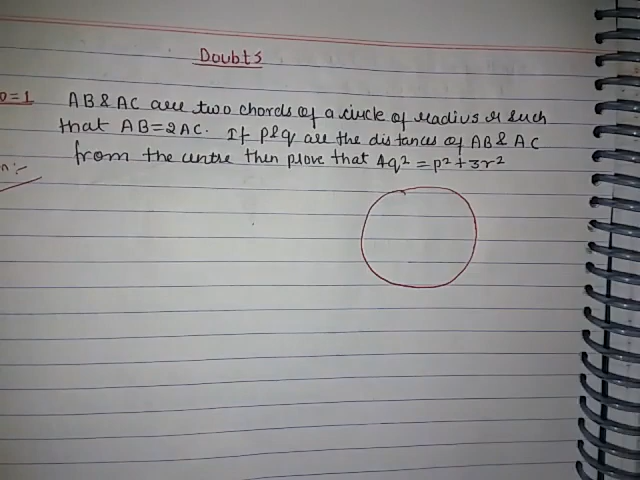 Doubts
0=1 AB & AC are two chords of a circle of radius r such
that AB=2AC. If p & q are the distances of AB & AC
from the centre then prove that 4q² = p² + 3r²
n:-